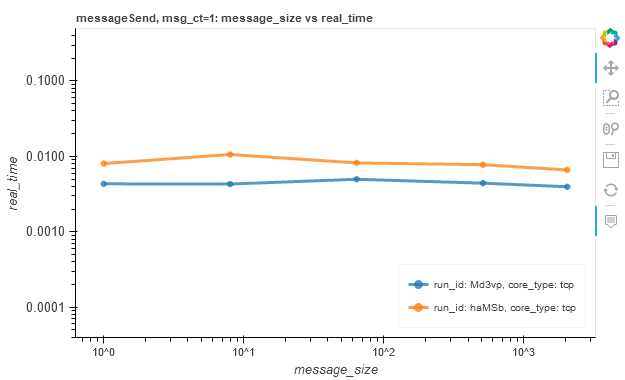 messageSend, msg_ct=1: message_size vs real_time
0.1000
0.0100
0.0010
0.0001
real_time
run_id: Md3vp, core_type: tcp
run_id: haMSb, core_type: tcp
10^0
10^1
10^2
10^3
message_size